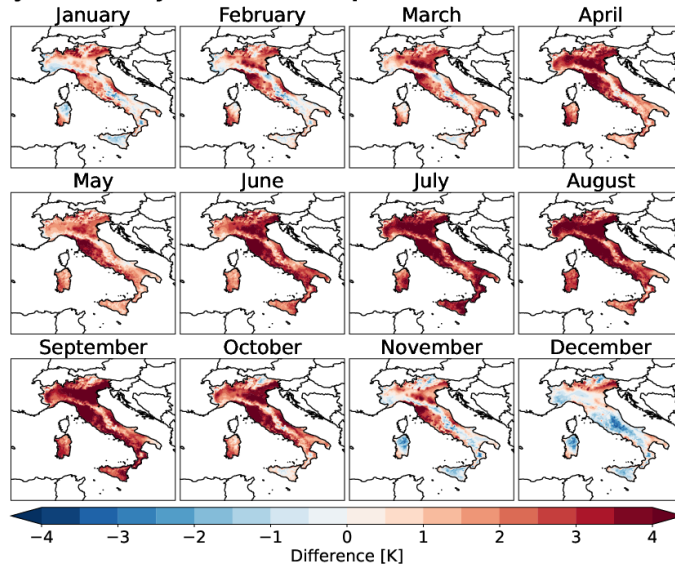 January February March April
May June July August
September October November December
−4 −3 −2 −1 0 1 2 3 4
Difference [K]